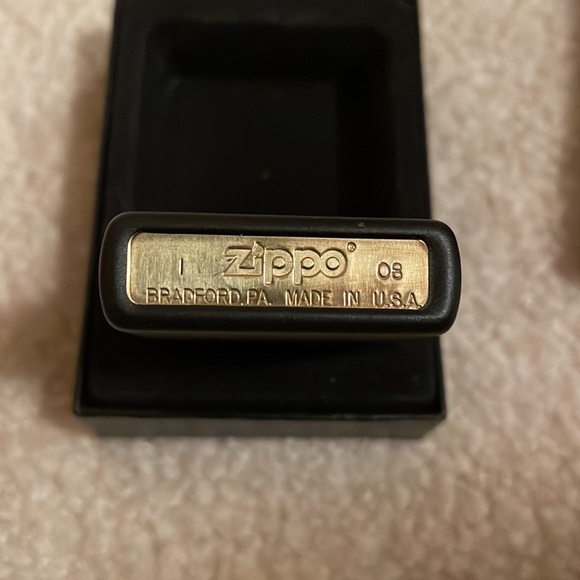 I Zippo® 08
BRADFORD, PA. MADE IN U.S.A.